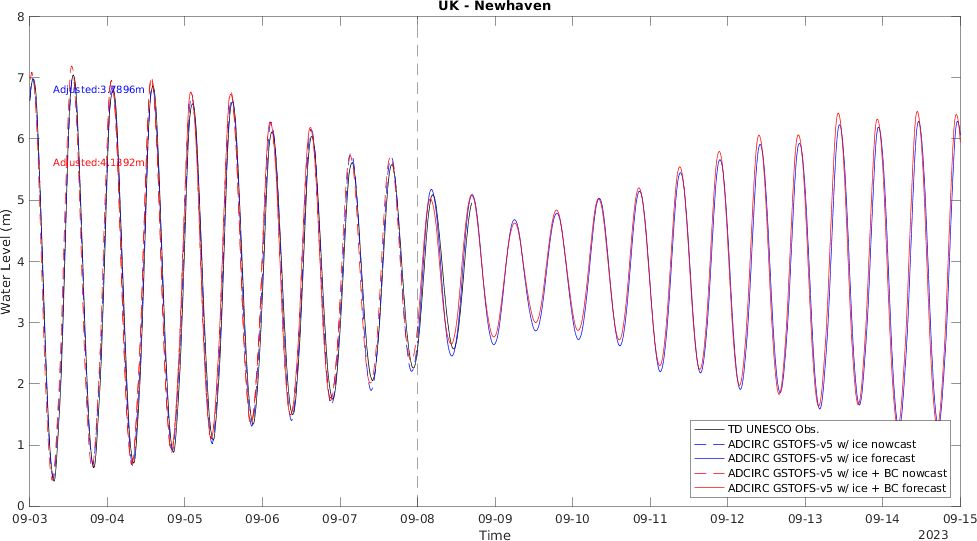 UK - Newhaven
8
7
6
5
4
3
2
1
0
Water Level (m)
Adjusted:4.1392m
TD UNESCO Obs.
ADCIRC GSTOFS-v5 w/ ice nowcast
ADCIRC GSTOFS-v5 w/ ice forecast
ADCIRC GSTOFS-v5 w/ ice + BC nowcast
ADCIRC GSTOFS-v5 w/ ice + BC forecast
09-03 09-04 09-05 09-06 09-07 09-08 09-09 09-10 09-11 09-12 09-13 09-14 09-15
Time
2023